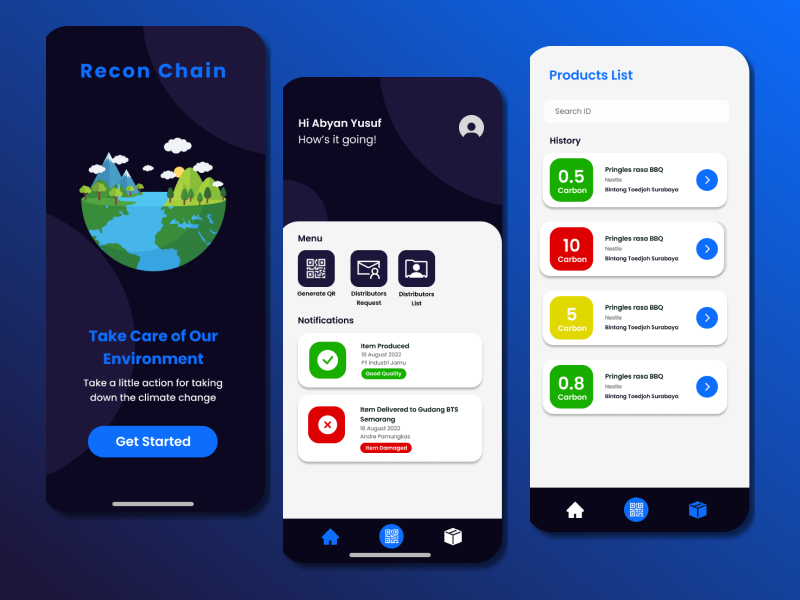 Recon Chain
Take Care of Our
Environment
Take a little action for taking
down the climate change
Get Started
Hi Abyan Yusuf
How's it going!
Menu
Generate QR
Distributors
Request
Distributors
List
Notifications
Item Produced
18 August 2022
PT Industri Jamu
Good Quality
Item Delivered to Gudang BTS
Semarang
18 August 2022
Andre Pamungkas
Item Damaged
Products List
Search ID
History
0.5
Carbon
Pringles rasa BBQ
Nestle
Bintang Toedjoh Surabaya
10
Carbon
Pringles rasa BBQ
Nestle
Bintang Toedjoh Surabaya
5
Carbon
Pringles rasa BBQ
Nestle
Bintang Toedjoh Surabaya
0.8
Carbon
Pringles rasa BBQ
Nestle
Bintang Toedjoh Surabaya